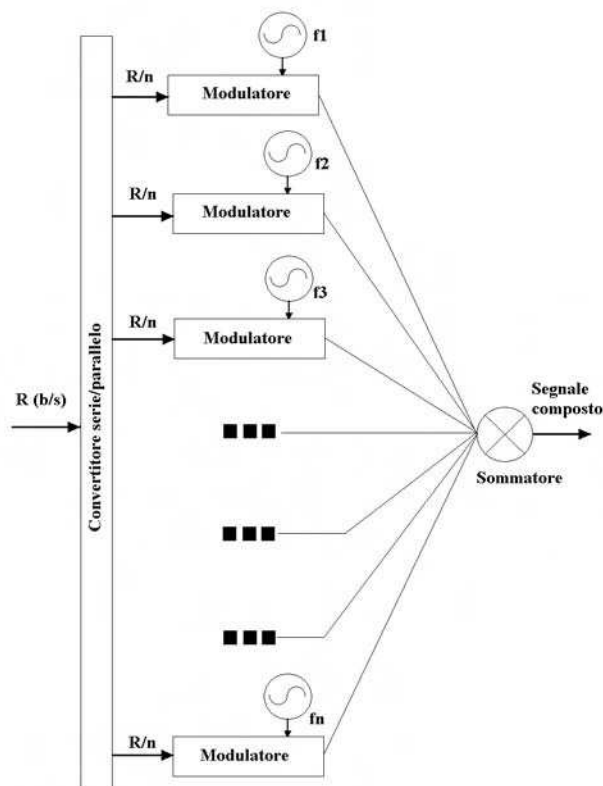 f1
R/n
Modulatore
f2
R/n
Modulatore
f3
R/n
Modulatore
R (b/s)
Convertitore serie/parallelo
Segnale
composto
Sommatore
fn
R/n
Modulatore